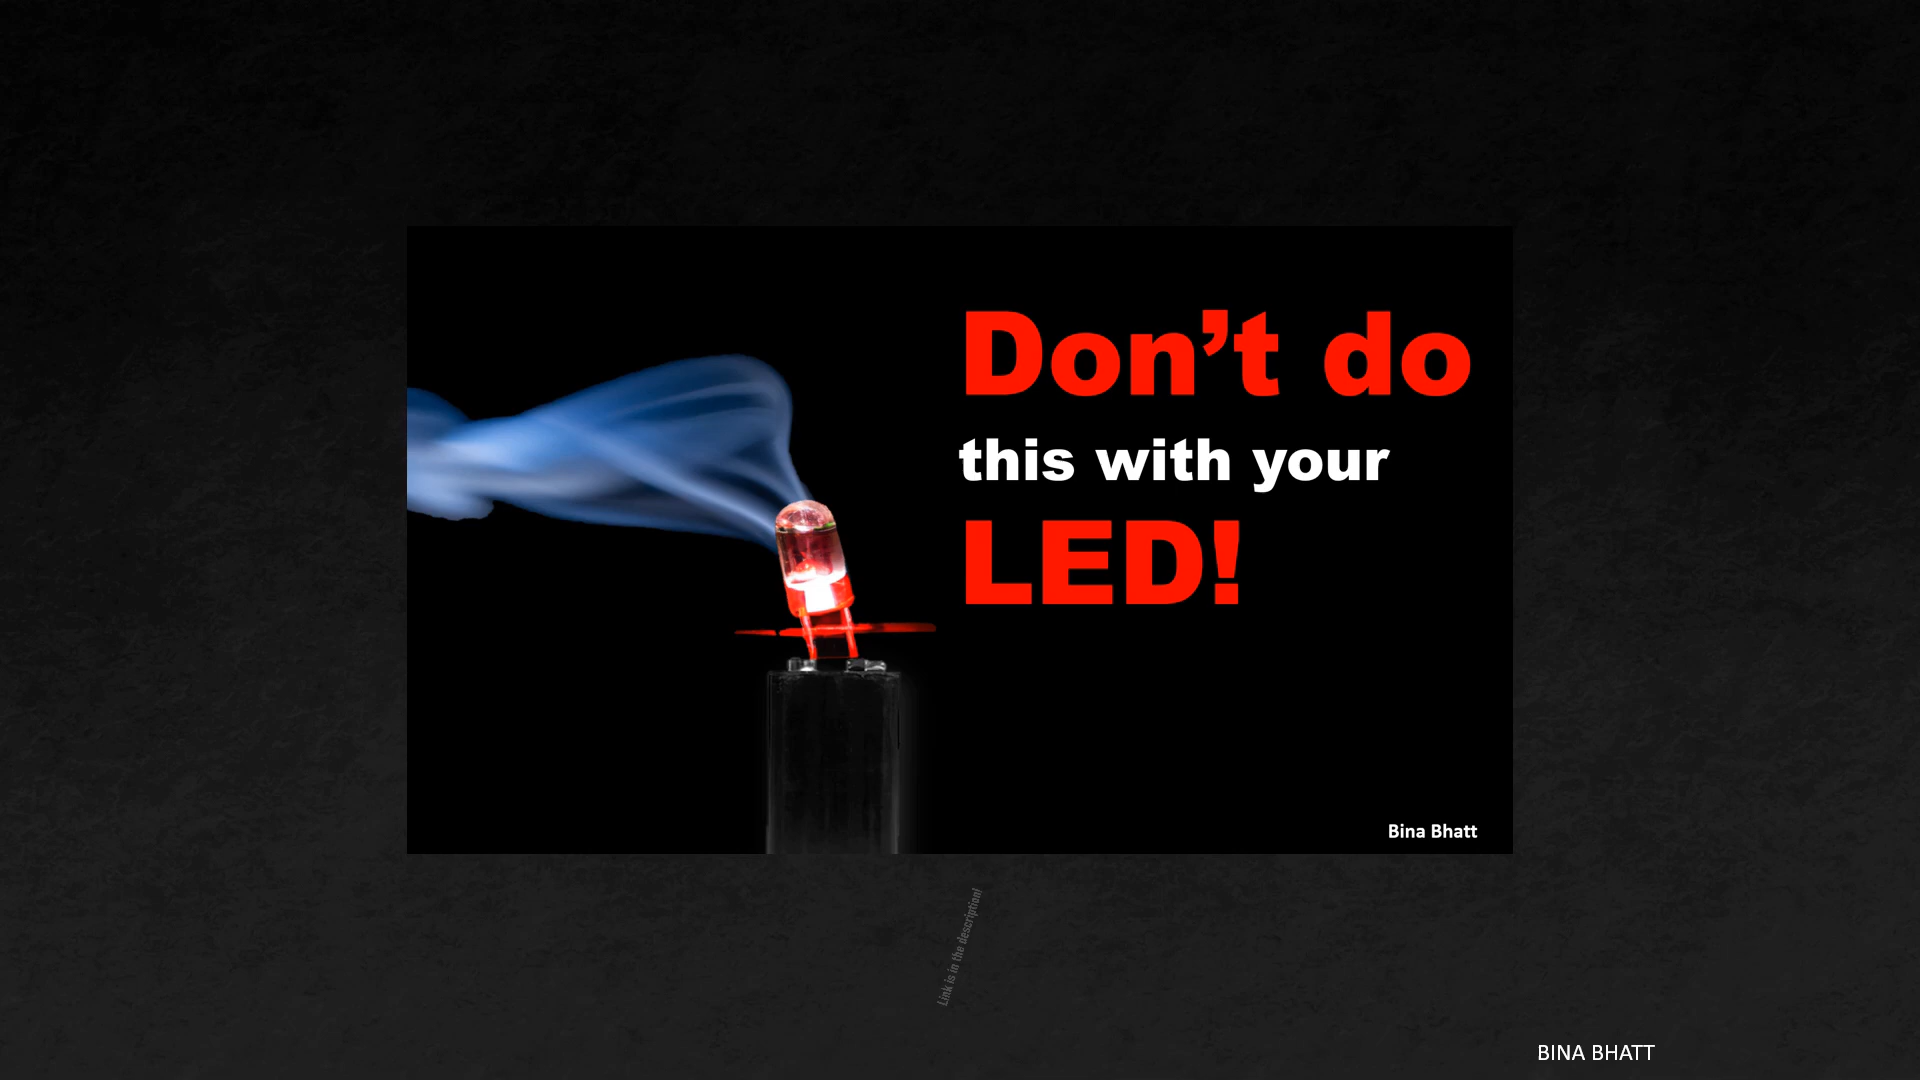 Don’t do
this with your
LED!
Bina Bhatt
Link is in the description!
BINA BHATT